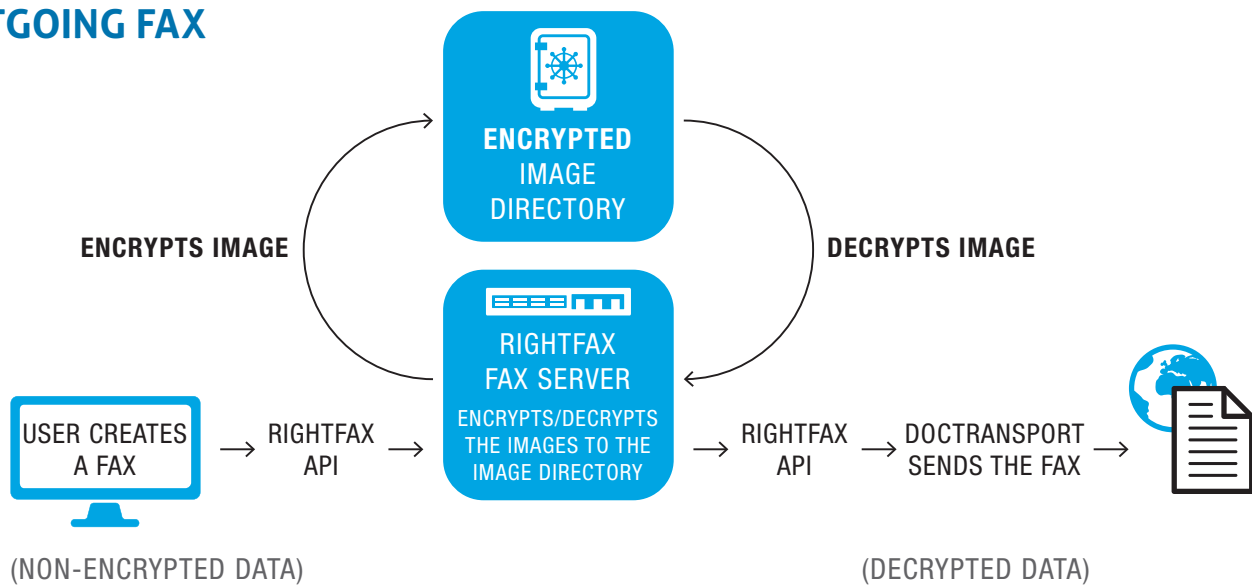 TGOING FAX
ENCRYPTED
IMAGE
DIRECTORY
ENCRYPTS IMAGE
DECRYPTS IMAGE
RIGHTFAX
FAX SERVER
ENCRYPTS/DECRYPTS
THE IMAGES TO THE
IMAGE DIRECTORY
USER CREATES
A FAX
RIGHTFAX
API
RIGHTFAX
API
DOCTRANSPORT
SENDS THE FAX
(NON-ENCRYPTED DATA)
(DECRYPTED DATA)